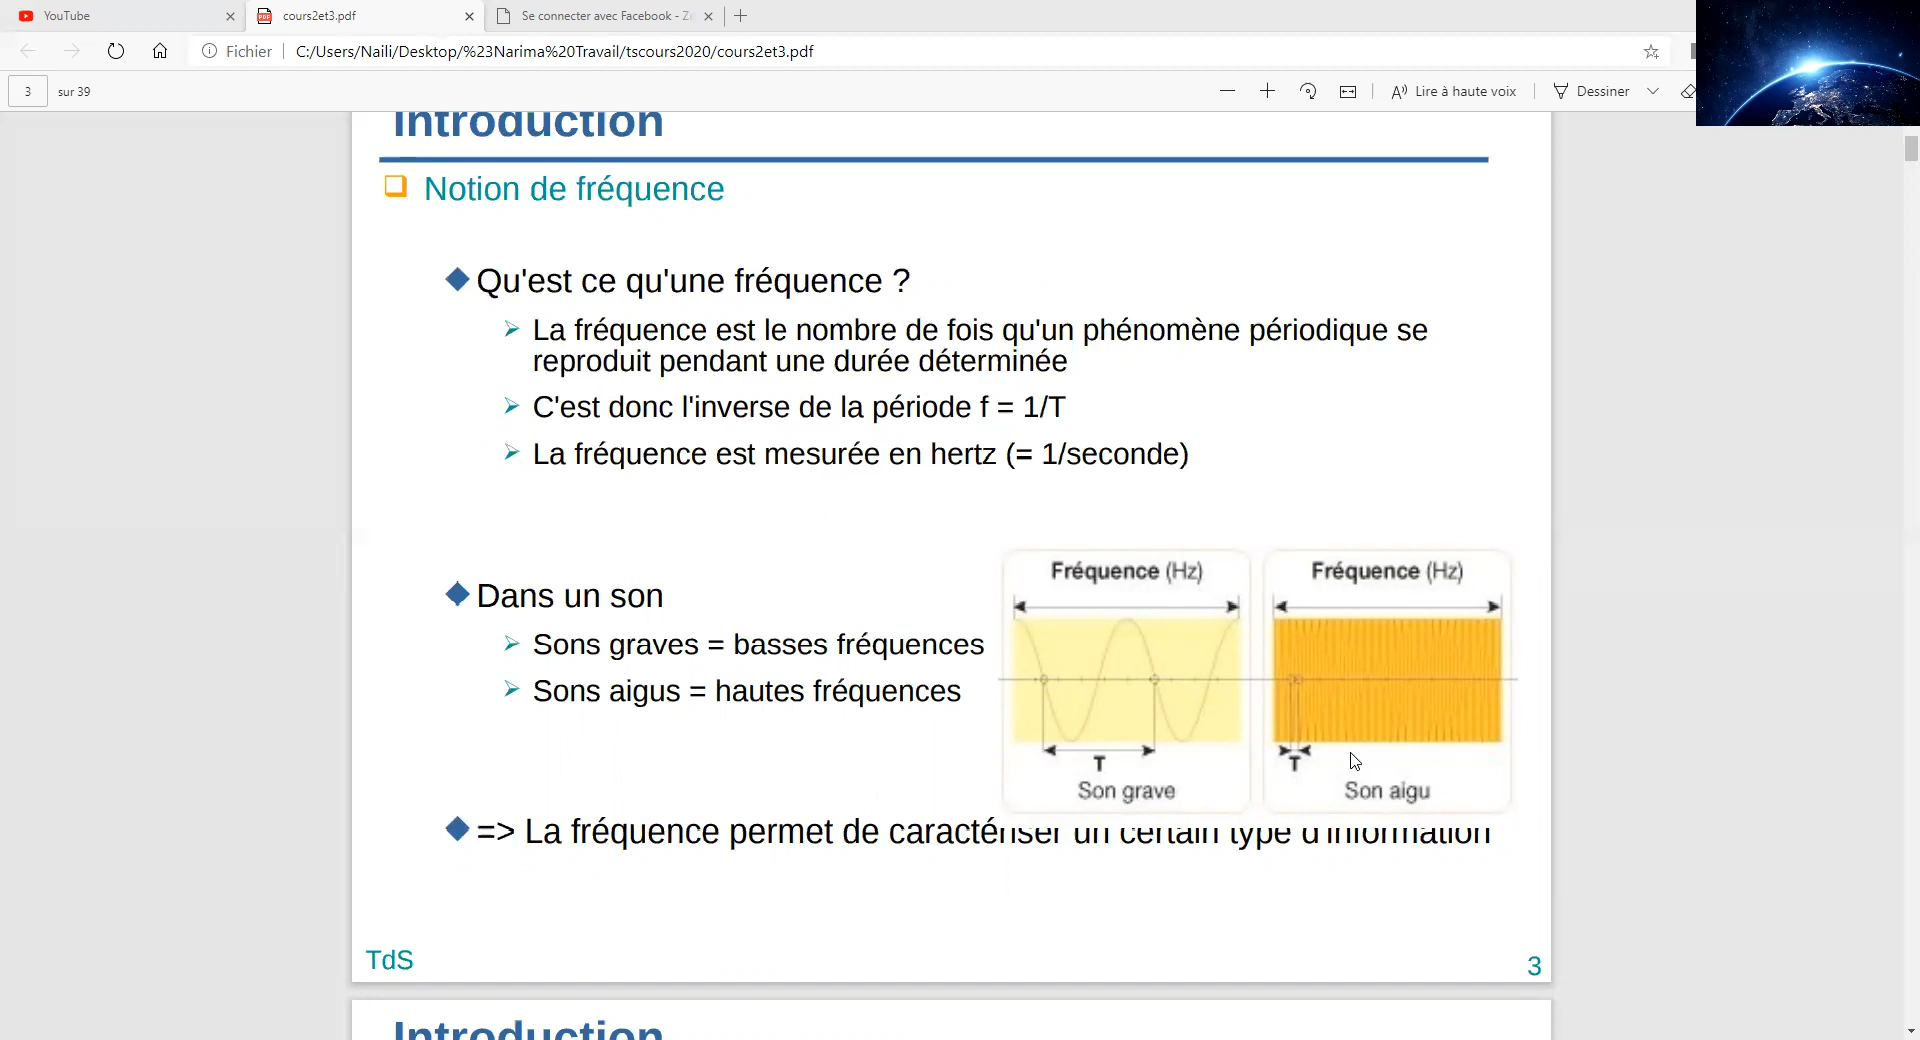 YouTube
cours2et3.pdf
Se connecter avec Facebook - Z
Fichier
C:/Users/Naili/Desktop/%23Narima%20Travail/tscours2020/cours2et3.pdf
3
sur 39
Lire à haute voix
Dessiner
Introduction
Notion de fréquence
Qu'est ce qu'une fréquence ?
La fréquence est le nombre de fois qu'un phénomène périodique se
reproduit pendant une durée déterminée
C'est donc l'inverse de la période f = 1/T
La fréquence est mesurée en hertz (= 1/seconde)
Dans un son
Sons graves = basses fréquences
Sons aigus = hautes fréquences
Fréquence (Hz)
T
Son grave
Fréquence (Hz)
T
Son aigu
=> La fréquence permet de caractériser un certain type d'information
TdS
3
Introduction